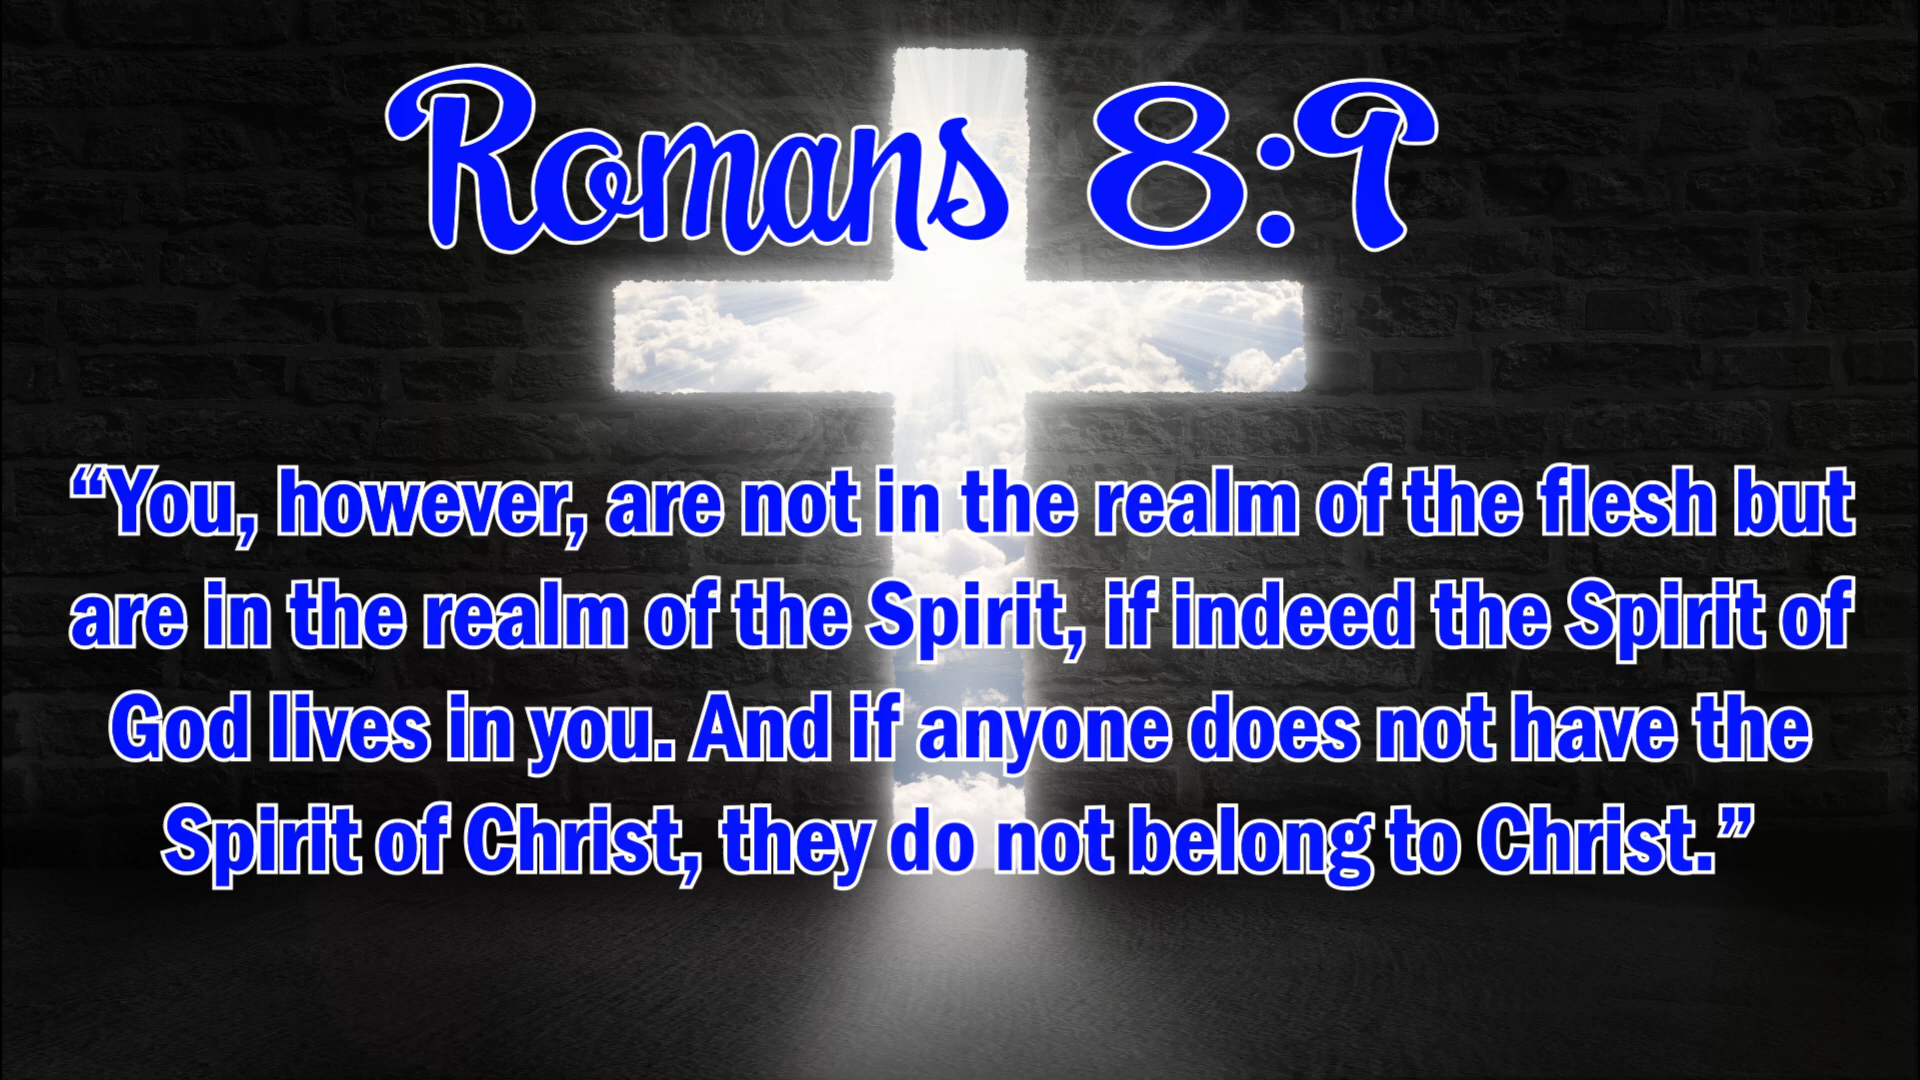 Romans 8:9
“You, however, are not in the realm of the flesh but
are in the realm of the Spirit, if indeed the Spirit of
God lives in you. And if anyone does not have the
Spirit of Christ, they do not belong to Christ.”